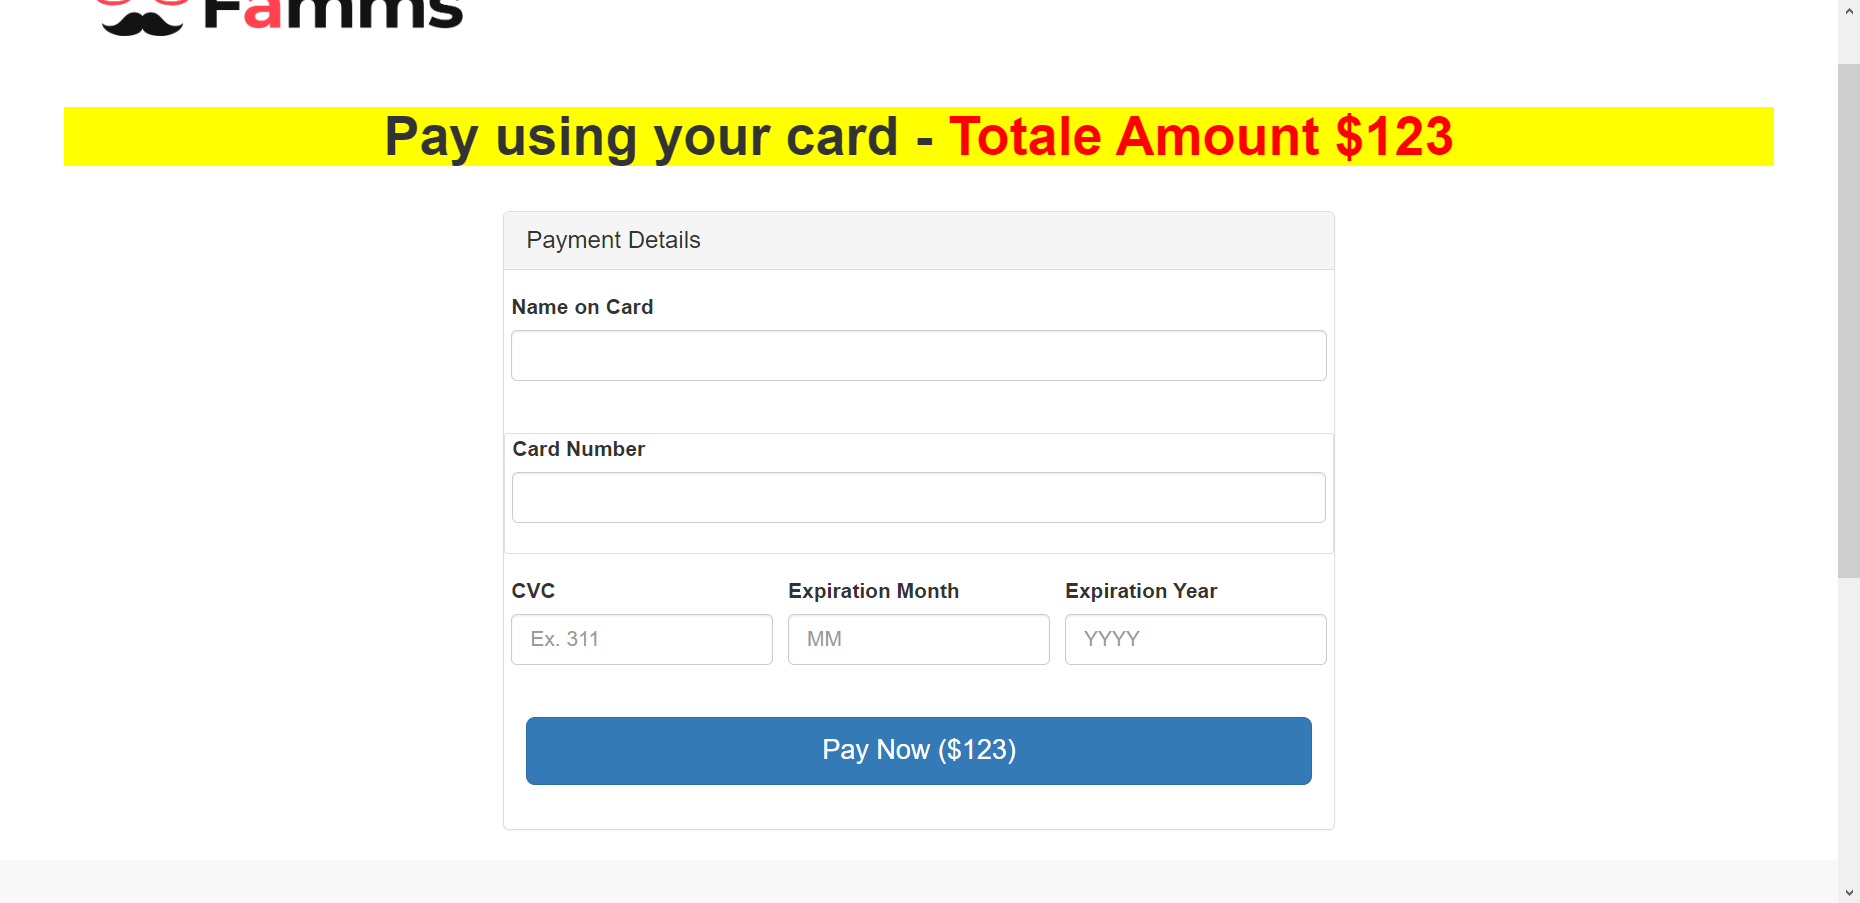 Famms
Pay using your card - Totale Amount $123
Payment Details
Name on Card
Card Number
CVC Expiration Month Expiration Year
Ex. 311 MM YYYY
Pay Now ($123)